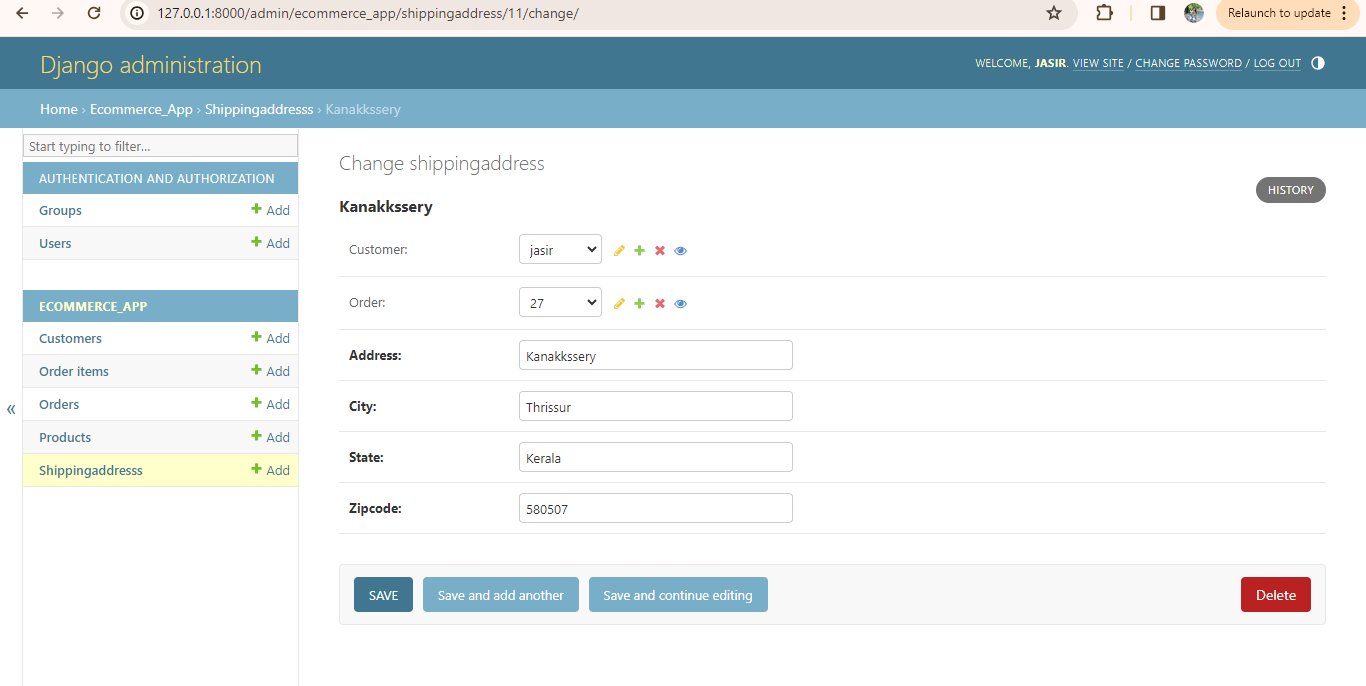 127.0.0.1:8000/admin/ecommerce_app/shippingaddress/11/change/
Relaunch to update
Django administration
WELCOME, JASIR. VIEW SITE / CHANGE PASSWORD / LOG OUT
Home › Ecommerce_App › Shippingaddresss › Kanakkssery
Start typing to filter...
AUTHENTICATION AND AUTHORIZATION
Groups + Add
Users + Add
ECOMMERCE_APP
Customers + Add
Order items + Add
Orders + Add
Products + Add
Shippingaddresss + Add
«
Change shippingaddress
HISTORY
Kanakkssery
Customer: jasir
Order: 27
Address: Kanakkssery
City: Thrissur
State: Kerala
Zipcode: 580507
SAVE Save and add another Save and continue editing Delete